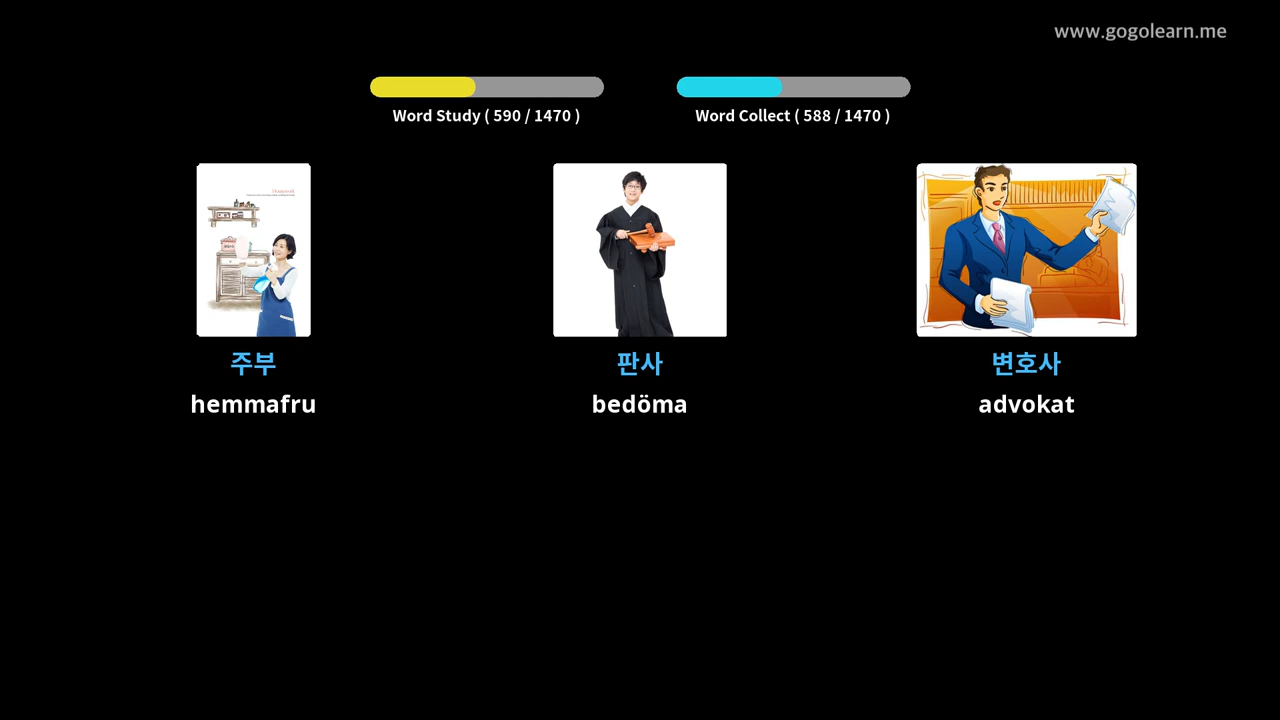 www.gogolearn.me
Word Study ( 590 / 1470 )
Word Collect ( 588 / 1470 )
주부
판사
변호사
hemmafru
bedöma
advokat